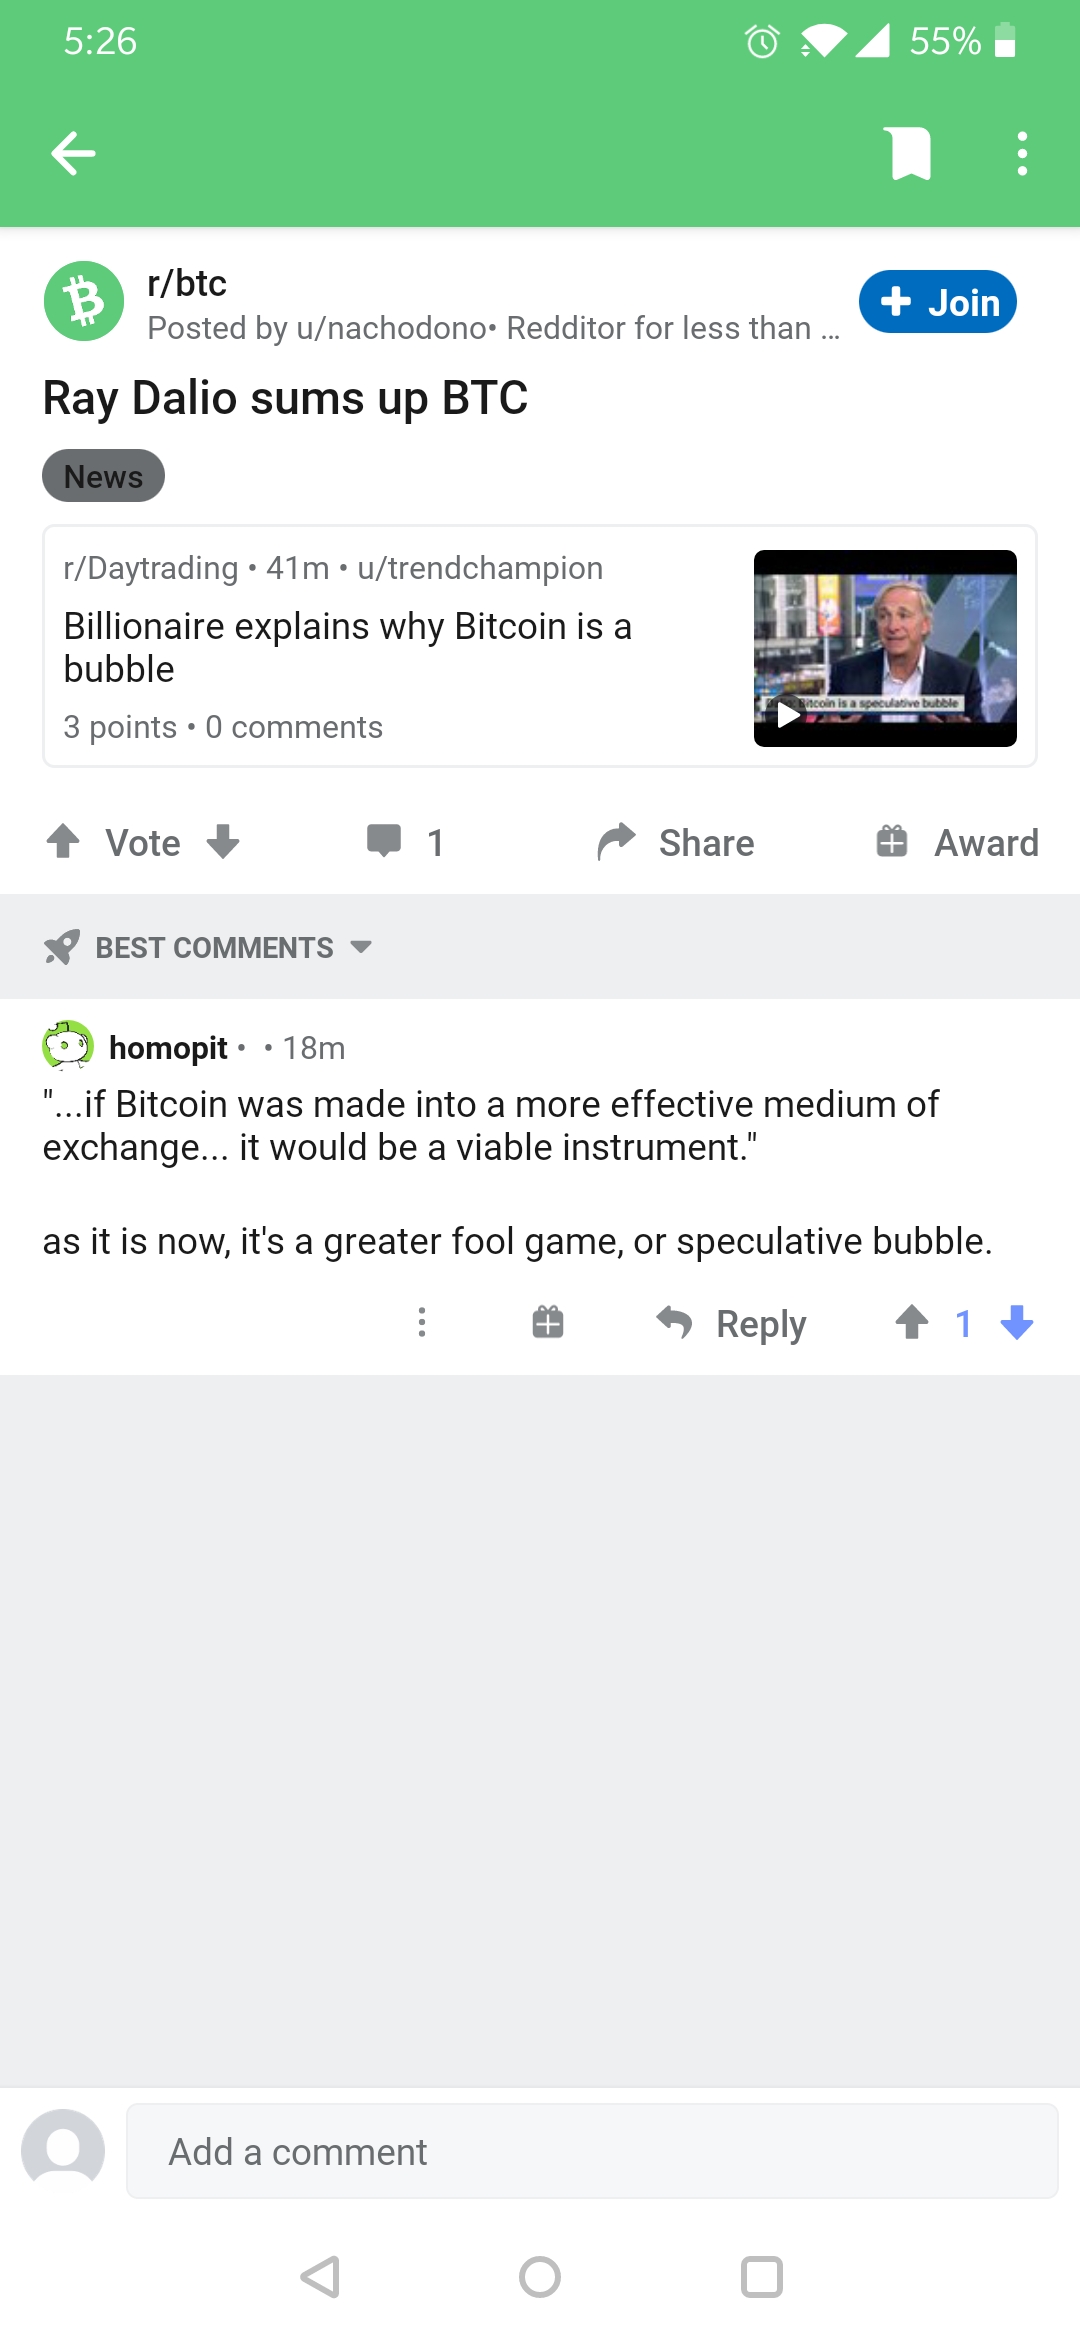 5:26
55%
r/btc
Posted by u/nachodono• Redditor for less than ...
Join
Ray Dalio sums up BTC
News
r/Daytrading • 41m • u/trendchampion
Billionaire explains why Bitcoin is a
bubble
3 points • 0 comments
Bitcoin is a speculative bubble
Vote
1
Share
Award
BEST COMMENTS
homopit • • 18m
"...if Bitcoin was made into a more effective medium of
exchange... it would be a viable instrument."
as it is now, it's a greater fool game, or speculative bubble.
Reply
1
Add a comment